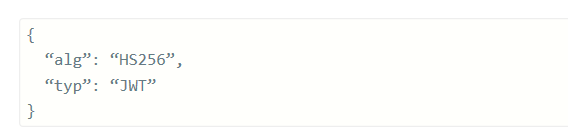 {
  “alg”: “HS256”,
  “typ”: “JWT”
}